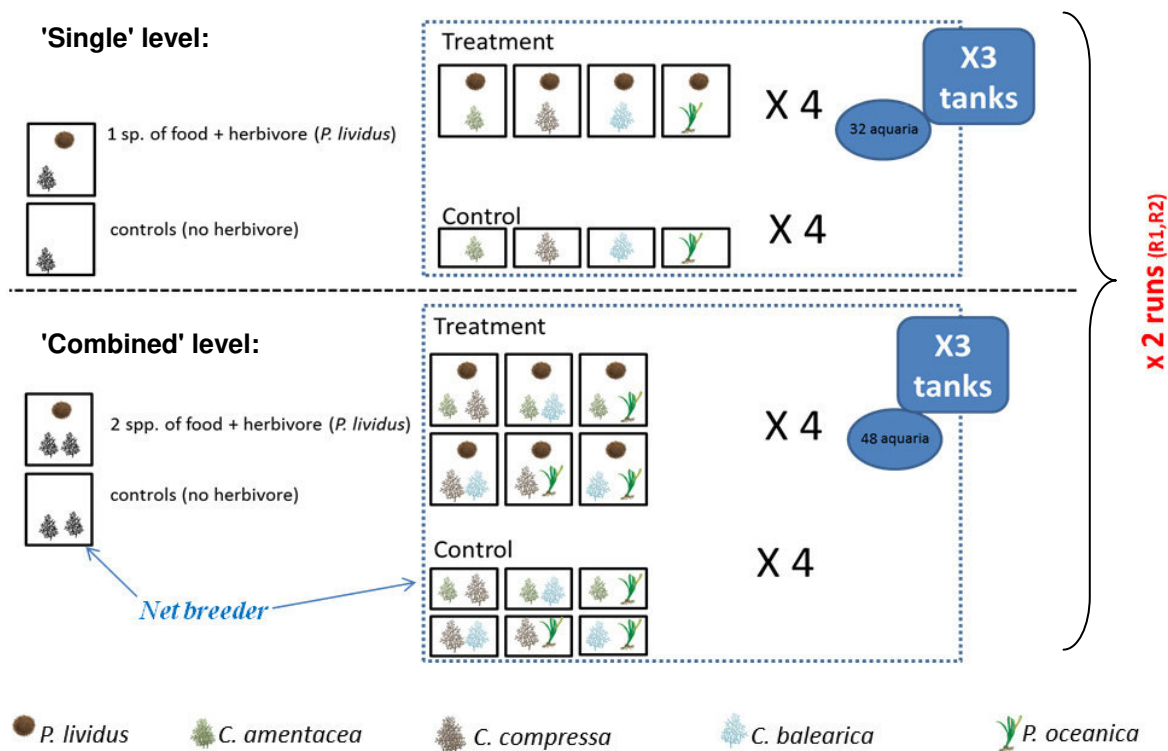 'Single' level:
1 sp. of food + herbivore (P. lividus)
controls (no herbivore)
Treatment
X 4
32 aquaria
X3
tanks
Control
X 4
'Combined' level:
2 spp. of food + herbivore (P. lividus)
controls (no herbivore)
Net breeder
Treatment
X 4
48 aquaria
X3
tanks
Control
X 4
x 2 runs (R1,R2)
P. lividus
C. amentacea
C. compressa
C. balearica
P. oceanica